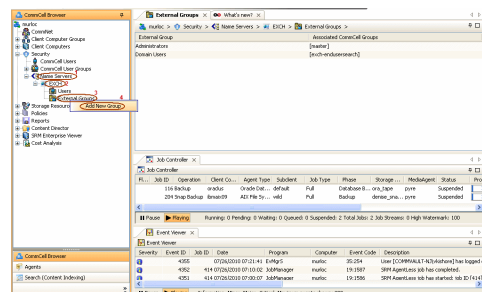 CommCell Browser
murloc
CommNet
Client Computer Groups
Client Computers
Security
CommCell Users
CommCell User Groups
Name Servers
EXCH 2
Users
3
External Groups 4
Add New Group
Storage Resources
Policies
Reports
Content Director
SRM Enterprise Viewer
Cost Analysis
CommCell Browser
Agents
Search (Content Indexing)
External Groups × What's new? ×
murloc > Security > Name Servers > EXCH > External Groups >
External Group Associated CommCell Groups
Administrators [master]
Domain Users [exch-endusersearch]
Job Controller ×
Job Controller
Fl... Job ID Operation Client Co... Agent Type Subclient Job Type Phase Storage ... MediaAgent Status Pro
116 Backup oradus Oracle Dat... default Full Database B... ora_tape pyre Suspended
204 Snap Backup ibmaix09 AIX File Sy... veld Full Backup dense_sna... pyre Suspended
Pause Playing Running: 0 Pending: 0 Waiting: 0 Queued: 0 Suspended: 2 Total Jobs: 2 Job Streams: 0 High Watermark: 100
Event Viewer ×
Event Viewer
Severity Event ID Job ID Date Program Computer Event Code Description
4355 07/26/2010 07:21:41 EvMgrS murloc 35:254 User [COMMVAULT-NJ\rkishore] has logged
4352 414 07/26/2010 07:10:02 JobManager murloc 19:1587 SRM AgentLess job has completed.
4351 414 07/26/2010 07:00:07 JobManager murloc 19:1586 SRM AgentLess job has started: job ID [414]